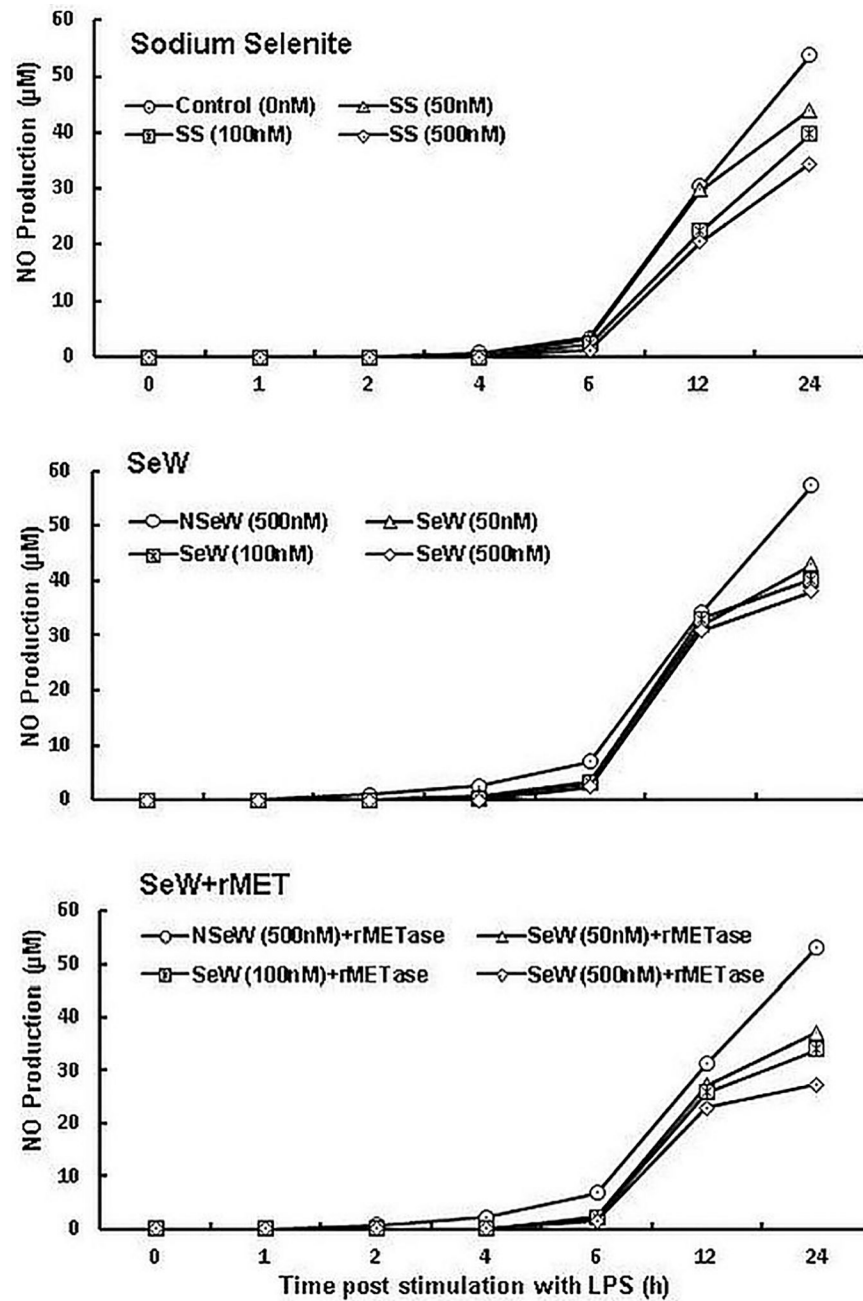 Sodium Selenite
Control (0nM) SS (50nM)
SS (100nM) SS (500nM)
NO Production (µM)
60
50
40
30
20
10
0
0 1 2 4 6 12 24
SeW
NSeW (500nM) SeW (50nM)
SeW (100nM) SeW (500nM)
NO Production (µM)
60
50
40
30
20
10
0
SeW+rMET
NSeW (500nM)+rMETase SeW (50nM)+rMETase
SeW (100nM)+rMETase SeW (500nM)+rMETase
NO Production (µM)
60
50
40
30
20
10
0
0 1 2 4 6 12 24
Time post stimulation with LPS (h)